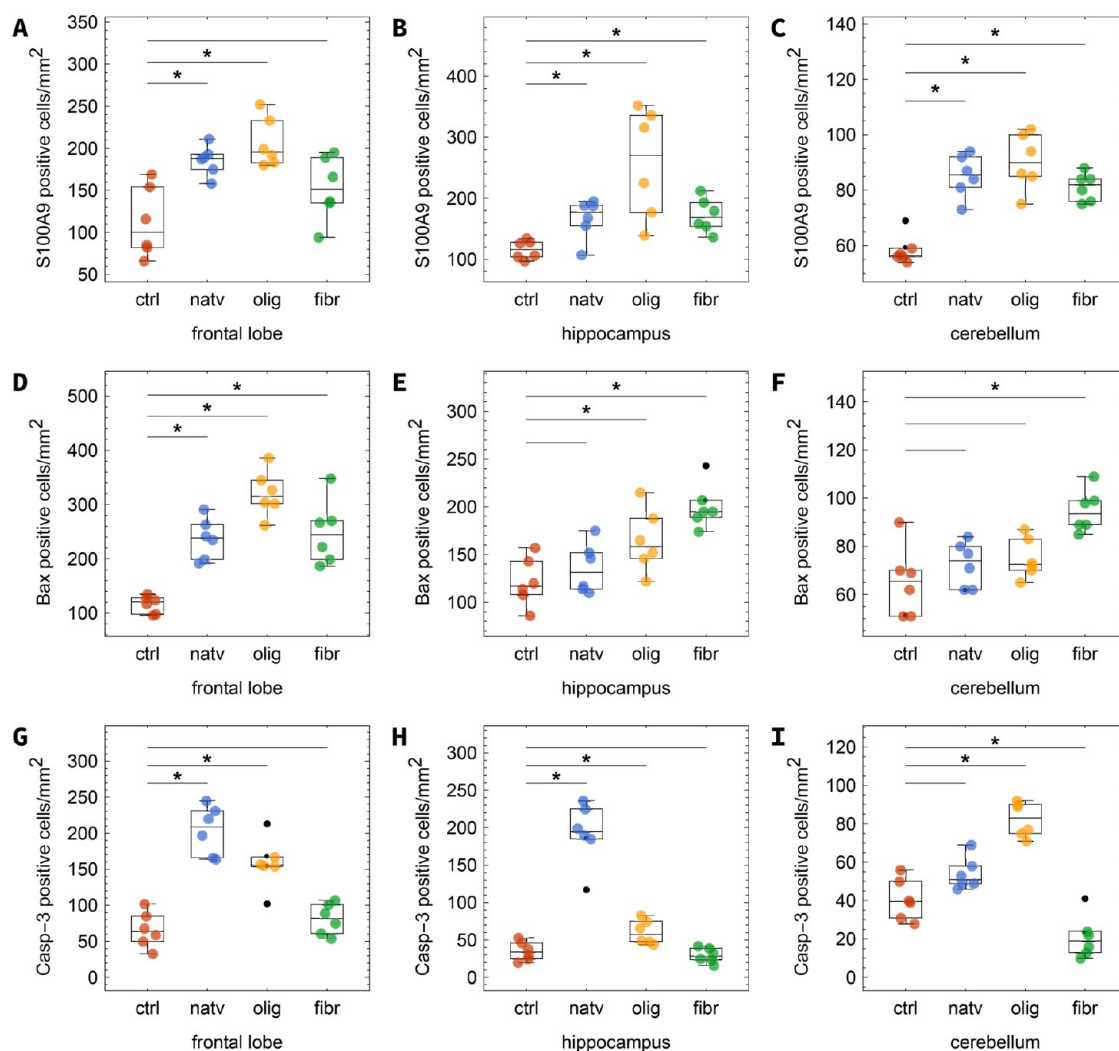 A
S100A9 positive cells/mm2
350
300
250
200
150
100
50
*
*
*
ctrl natv olig fibr
frontal lobe
B
S100A9 positive cells/mm2
400
300
200
100
*
*
*
ctrl natv olig fibr
hippocampus
C
S100A9 positive cells/mm2
140
120
100
80
60
*
*
*
ctrl natv olig fibr
cerebellum
D
Bax positive cells/mm2
500
400
300
200
100
*
*
*
ctrl natv olig fibr
frontal lobe
E
Bax positive cells/mm2
300
250
200
150
100
*
*
ctrl natv olig fibr
hippocampus
F
Bax positive cells/mm2
140
120
100
80
60
*
ctrl natv olig fibr
cerebellum
G
Casp-3 positive cells/mm2
300
250
200
150
100
50
0
*
*
ctrl natv olig fibr
frontal lobe
H
Casp-3 positive cells/mm2
300
250
200
150
100
50
0
*
*
ctrl natv olig fibr
hippocampus
I
Casp-3 positive cells/mm2
120
100
80
60
40
20
0
*
*
ctrl natv olig fibr
cerebellum